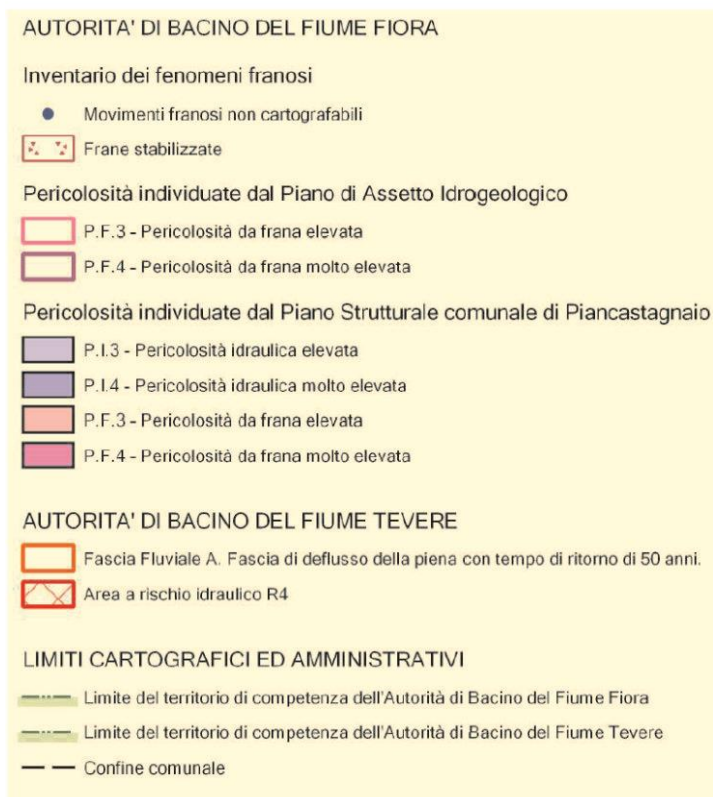 AUTORITA' DI BACINO DEL FIUME FIORA
Inventario dei fenomeni franosi
Movimenti franosi non cartografabili
Frane stabilizzate
Pericolosità individuate dal Piano di Assetto Idrogeologico
P.F.3 - Pericolosità da frana elevata
P.F.4 - Pericolosità da frana molto elevata
Pericolosità individuate dal Piano Strutturale comunale di Piancastagnaio
P.I.3 - Pericolosità idraulica elevata
P.I.4 - Pericolosità idraulica molto elevata
P.F.3 - Pericolosità da frana elevata
P.F.4 - Pericolosità da frana molto elevata
AUTORITA' DI BACINO DEL FIUME TEVERE
Fascia Fluviale A. Fascia di deflusso della piena con tempo di ritorno di 50 anni.
Area a rischio idraulico R4
LIMITI CARTOGRAFICI ED AMMINISTRATIVI
Limite del territorio di competenza dell'Autorità di Bacino del Fiume Fiora
Limite del territorio di competenza dell'Autorità di Bacino del Fiume Tevere
Confine comunale